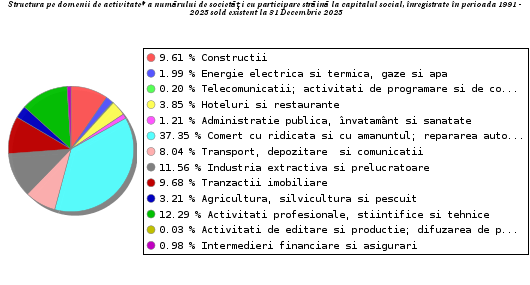 Structura pe domenii de activitate* a numărului de societăţi cu participare străină la capitalul social, înregistrate în perioada 1991 -
2025 sold existent la 31 Decembrie 2025
9.61 % Constructii
1.99 % Energie electrica si termica, gaze si apa
0.20 % Telecomunicatii; activitati de programare si de co...
3.85 % Hoteluri si restaurante
1.21 % Administratie publica, învatamânt si sanatate
37.35 % Comert cu ridicata si cu amanuntul; repararea auto...
8.04 % Transport, depozitare  si comunicatii
11.56 % Industria extractiva si prelucratoare
9.68 % Tranzactii imobiliare
3.21 % Agricultura, silvicultura si pescuit
12.29 % Activitati profesionale, stiintifice si tehnice
0.03 % Activitati de editare si productie; difuzarea de p...
0.98 % Intermedieri financiare si asigurari